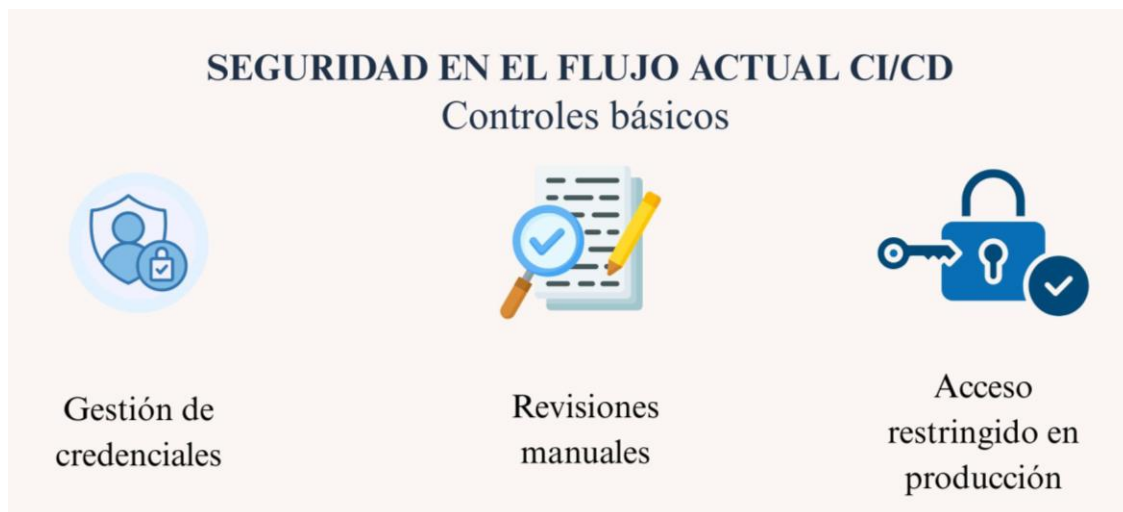 SEGURIDAD EN EL FLUJO ACTUAL CI/CD
Controles básicos
Gestión de
credenciales
Revisiones
manuales
Acceso
restringido en
producción